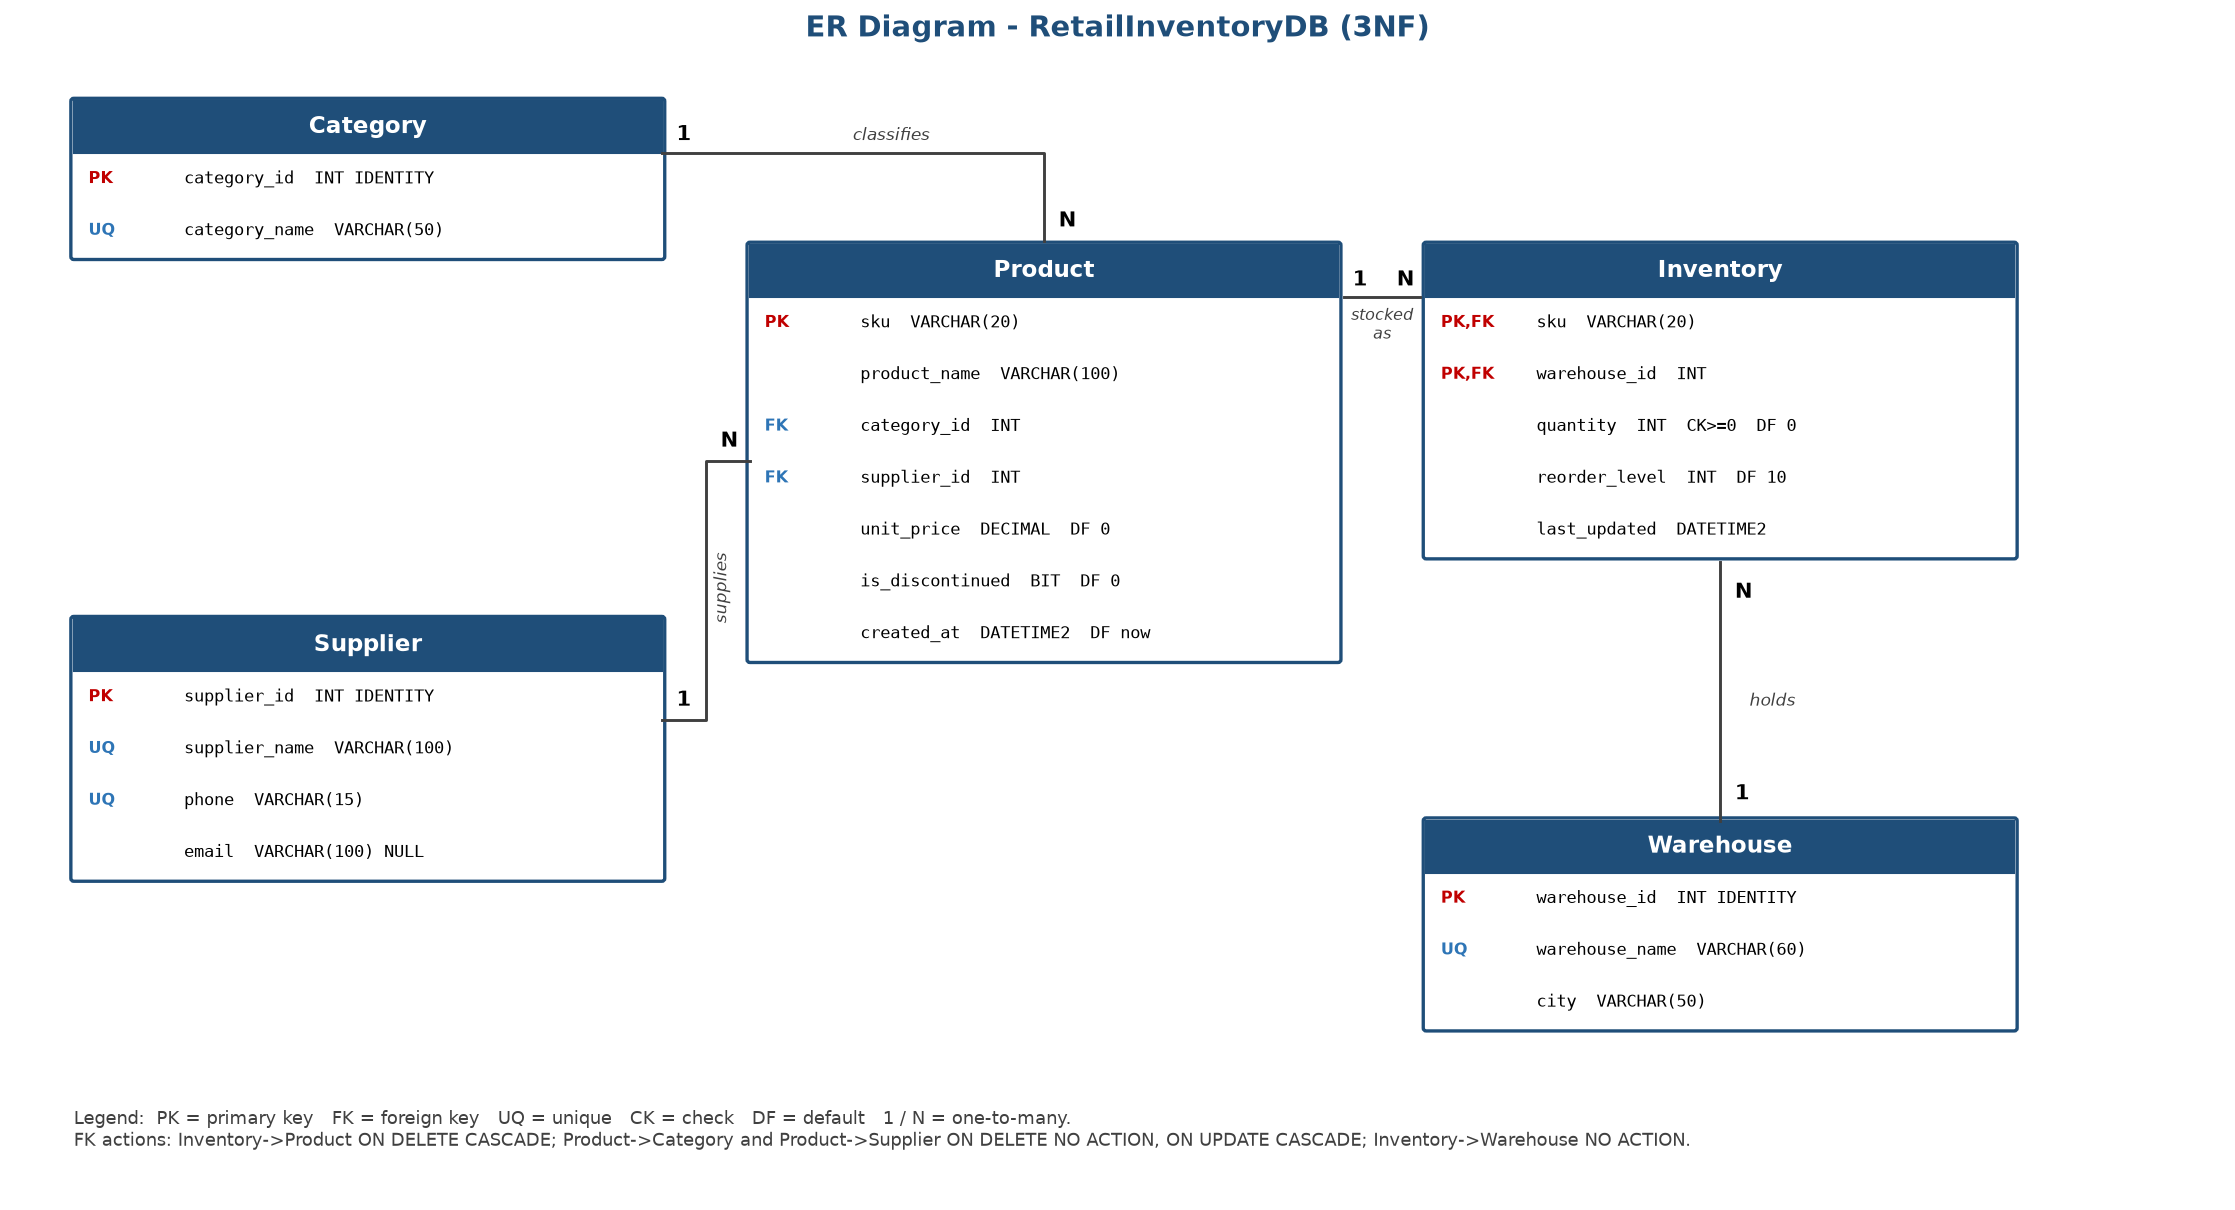 ER Diagram - RetailInventoryDB (3NF)
Category
PK category_id INT IDENTITY
UQ category_name VARCHAR(50)
1
classifies
N
Product
PK sku VARCHAR(20)
product_name VARCHAR(100)
FK category_id INT
FK supplier_id INT
unit_price DECIMAL DF 0
is_discontinued BIT DF 0
created_at DATETIME2 DF now
1 N
stocked
as
Inventory
PK,FK sku VARCHAR(20)
PK,FK warehouse_id INT
quantity INT CK>=0 DF 0
reorder_level INT DF 10
last_updated DATETIME2
N
supplies
1
Supplier
PK supplier_id INT IDENTITY
UQ supplier_name VARCHAR(100)
UQ phone VARCHAR(15)
email VARCHAR(100) NULL
N
holds
1
Warehouse
PK warehouse_id INT IDENTITY
UQ warehouse_name VARCHAR(60)
city VARCHAR(50)
Legend: PK = primary key FK = foreign key UQ = unique CK = check DF = default 1 / N = one-to-many.
FK actions: Inventory->Product ON DELETE CASCADE; Product->Category and Product->Supplier ON DELETE NO ACTION, ON UPDATE CASCADE; Inventory->Warehouse NO ACTION.